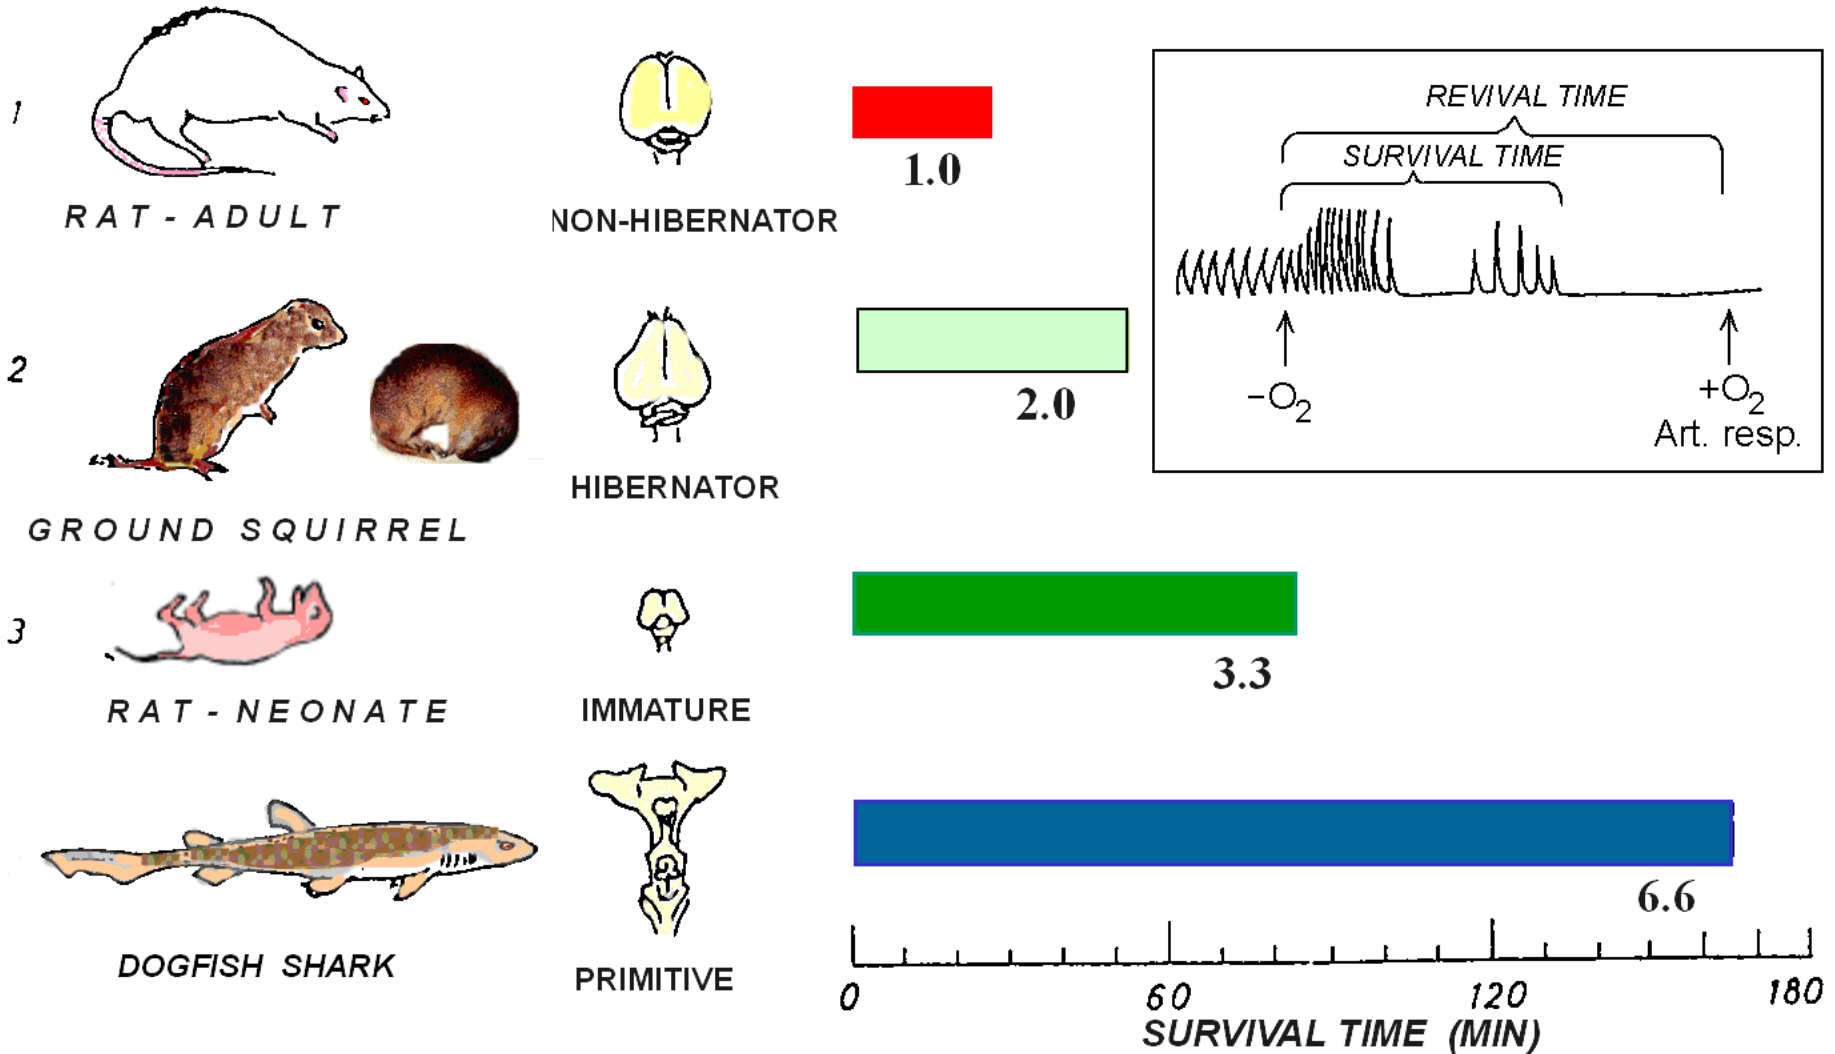 1
RAT - ADULT
NON-HIBERNATOR
1.0
REVIVAL TIME
SURVIVAL TIME
-O2
+O2
Art. resp.
2
GROUND SQUIRREL
HIBERNATOR
2.0
3
RAT - NEONATE
IMMATURE
3.3
DOGFISH SHARK
PRIMITIVE
6.6
0 60 120 180
SURVIVAL TIME (MIN)